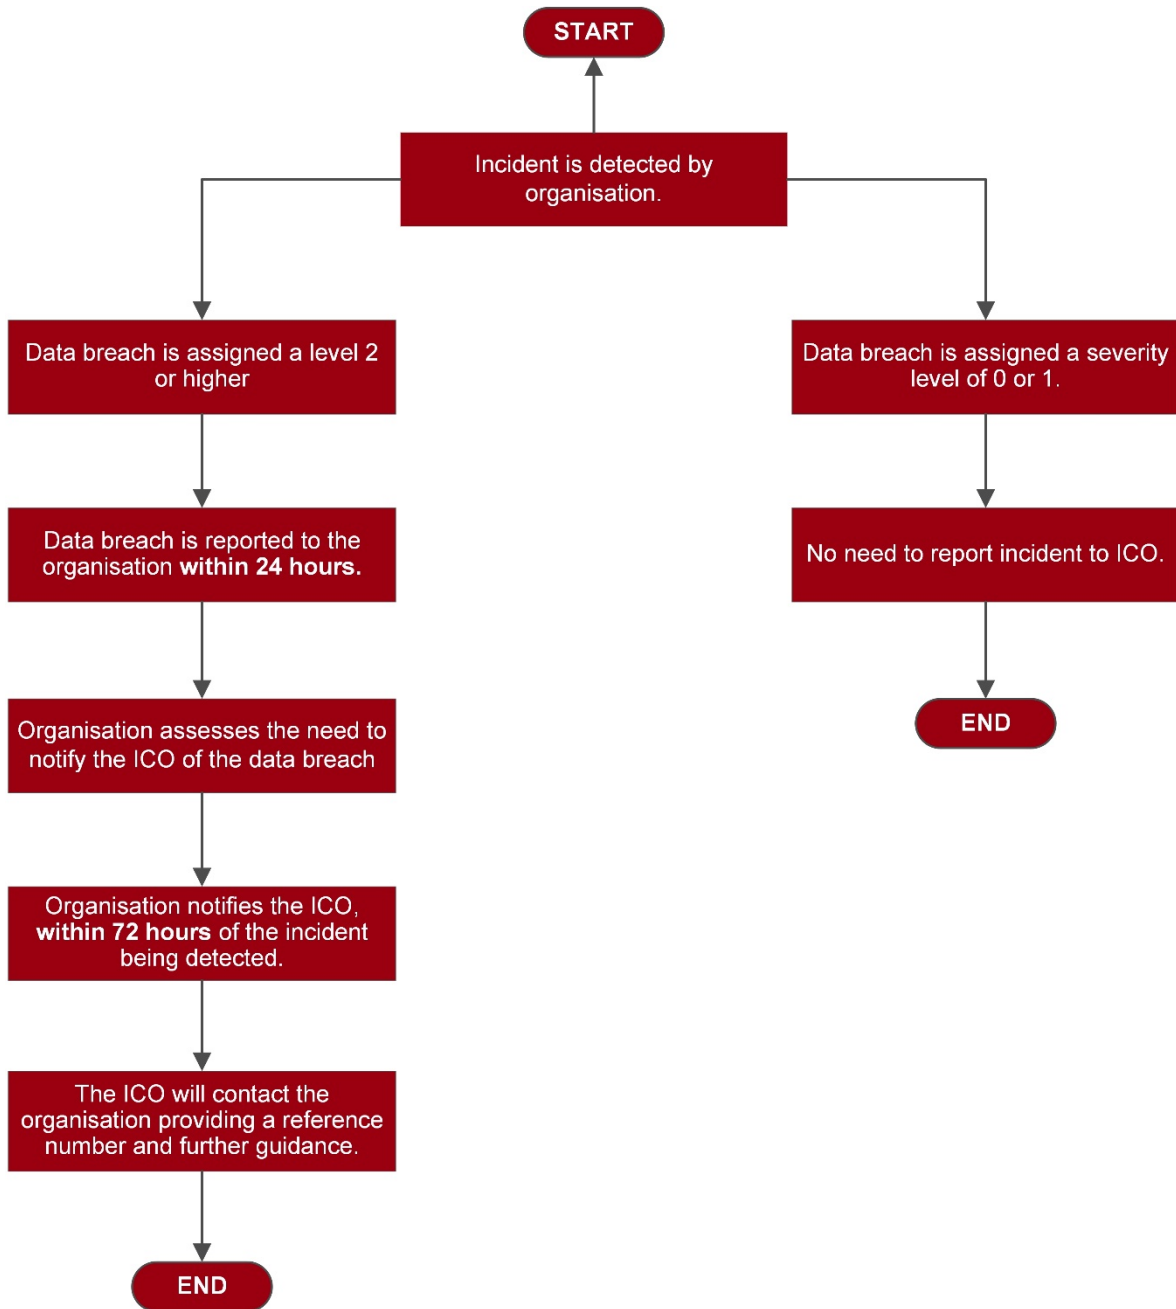 START
Incident is detected by
organisation.
Data breach is assigned a level 2
or higher
Data breach is assigned a severity
level of 0 or 1.
Data breach is reported to the
organisation within 24 hours.
No need to report incident to ICO.
Organisation assesses the need to
notify the ICO of the data breach
END
Organisation notifies the ICO,
within 72 hours of the incident
being detected.
The ICO will contact the
organisation providing a reference
number and further guidance.
END